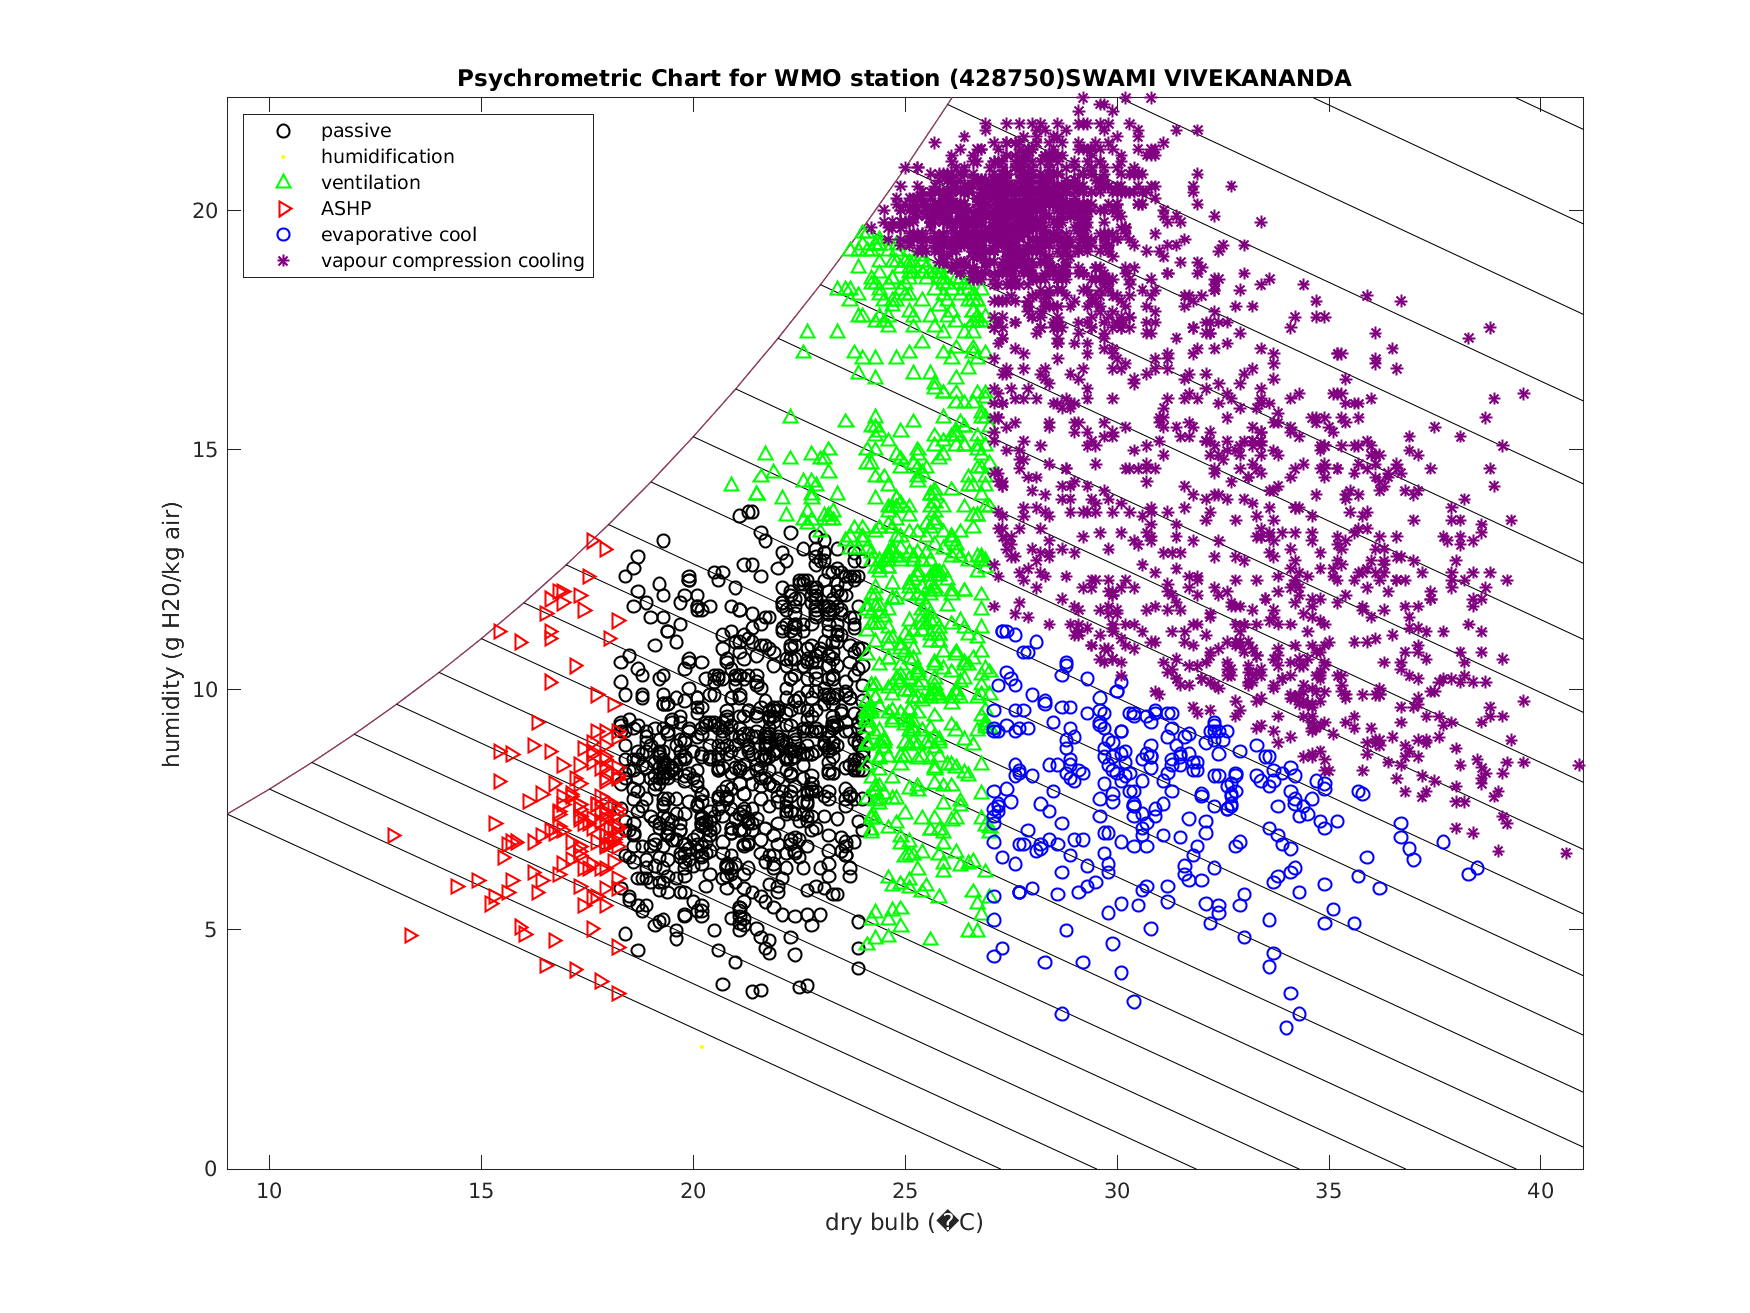 Psychrometric Chart for WMO station (428750)SWAMI VIVEKANANDA
passive
humidification
ventilation
ASHP
evaporative cool
vapour compression cooling
humidity (g H20/kg air)
20
15
10
5
0
10 15 20 25 30 35 40
dry bulb (�C)